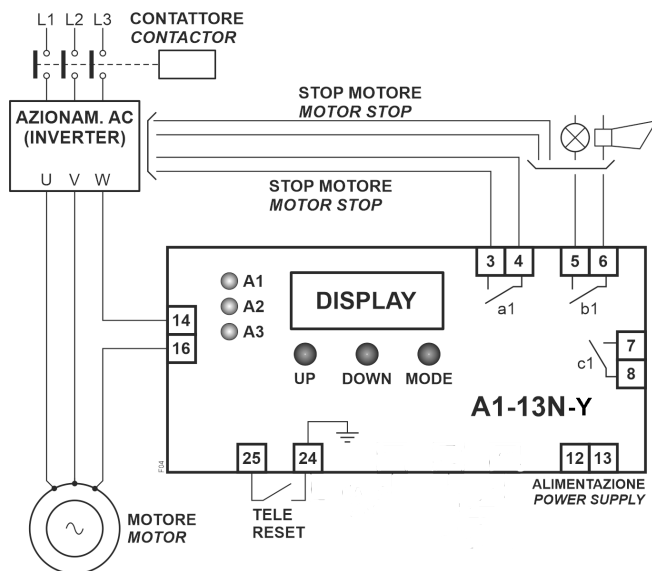 L1 L2 L3
CONTATTORE
CONTACTOR
AZIONAM. AC
(INVERTER)
U V W
STOP MOTORE
MOTOR STOP
STOP MOTORE
MOTOR STOP
3 4 5 6
a1 b1
A1
A2
A3
DISPLAY
UP DOWN MODE
14
16
7
8
c1
A1-13N-Y
F04
25 24 12 13
TELE
RESET
ALIMENTAZIONE
POWER SUPPLY
MOTORE
MOTOR